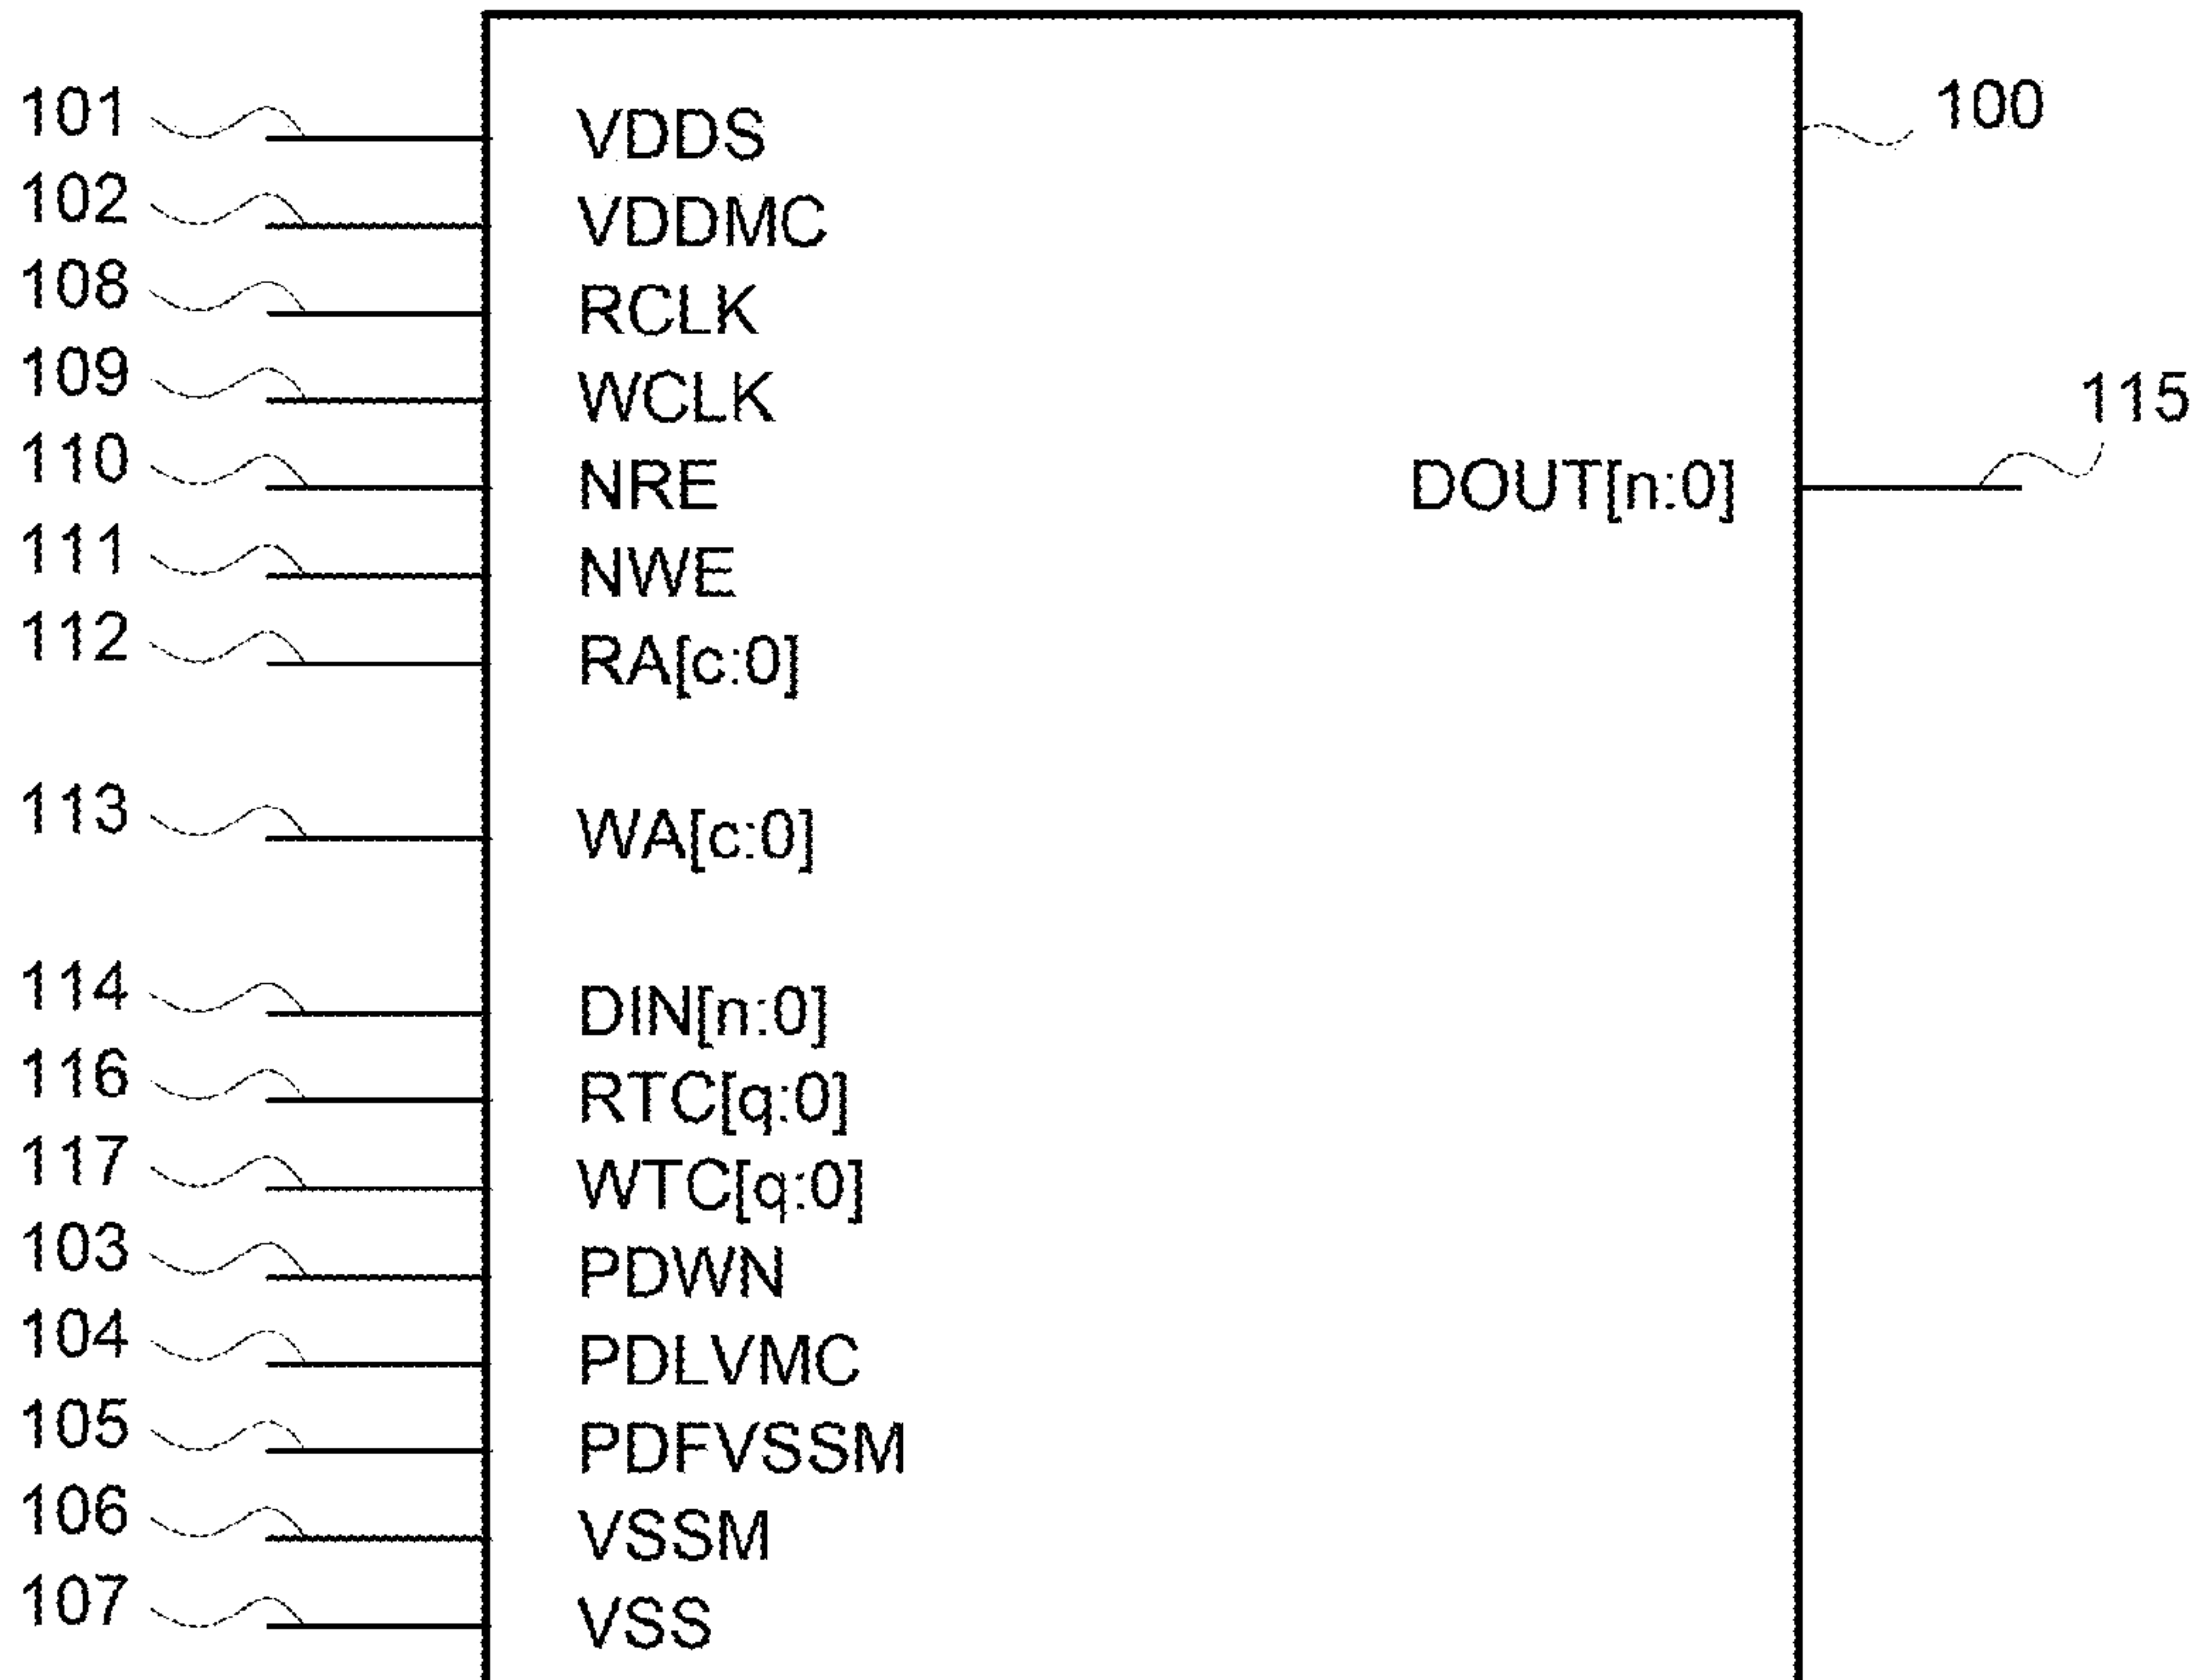 101 VDDS 100
102 VDDMC
108 RCLK
109 WCLK 115
110 NRE DOUT[n:0]
111 NWE
112 RA[c:0]
113 WA[c:0]
114 DIN[n:0]
116 RTC[q:0]
117 WTC[q:0]
103 PDWN
104 PDLVMC
105 PDFVSSM
106 VSSM
107 VSS